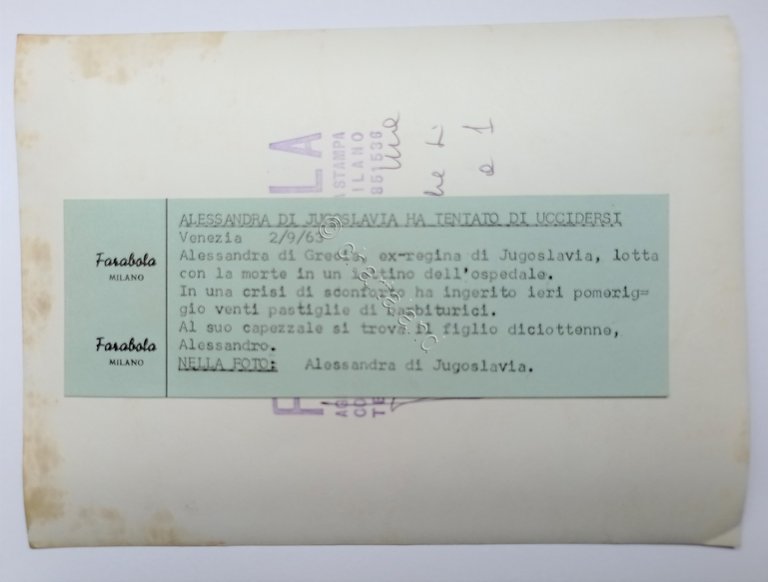 ALESSANDRA DI JUGOSLAVIA HA TENTATO DI UCCIDERSI
Venezia 2/9/63
Alessandra di Grecia, ex-regina di Jugoslavia, lotta
con la morte in un lettino dell'ospedale.
In una crisi di sconforto ha ingerito ieri pomerig=
gio venti pastiglie di barbiturici.
Al suo capezzale si trova il figlio diciottenne,
Alessandro.
NELLA FOTO: Alessandra di Jugoslavia.
Farabola
MILANO
Farabola
MILANO
LA
STAMPA
MILANO
851536
F
AG
CO
TE